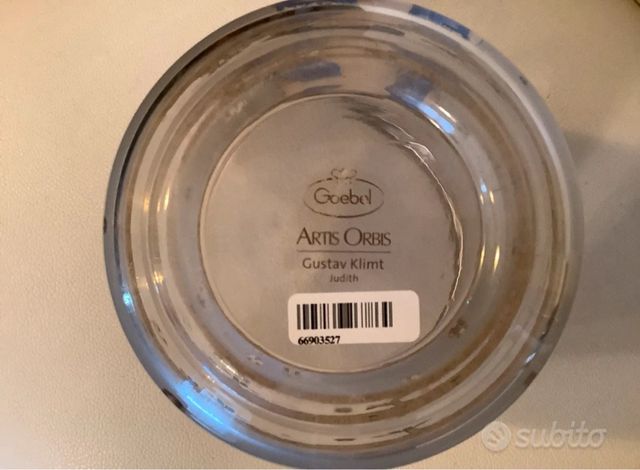 Goebel
ARTIS ORBIS
Gustav Klimt
Judith
66903527
subito